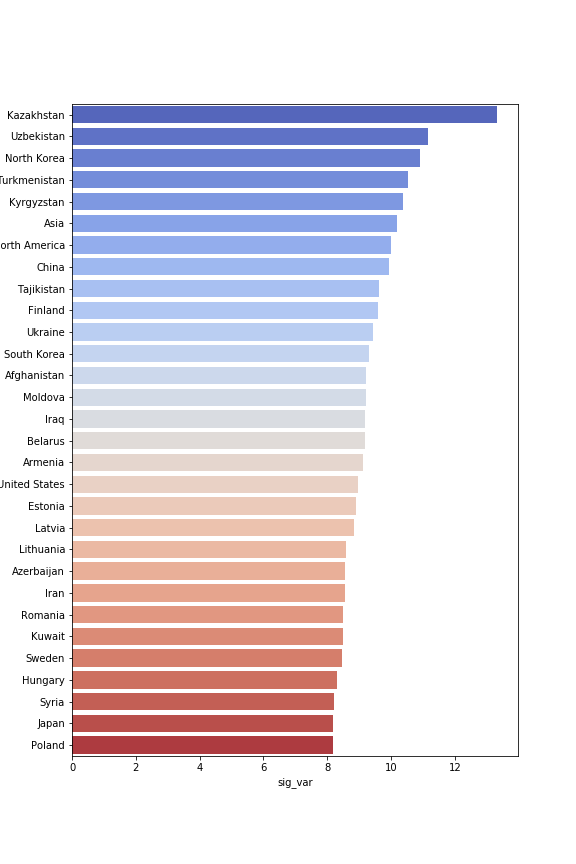 Kazakhstan
Uzbekistan
North Korea
Turkmenistan
Kyrgyzstan
Asia
orth America
China
Tajikistan
Finland
Ukraine
South Korea
Afghanistan
Moldova
Iraq
Belarus
Armenia
United States
Estonia
Latvia
Lithuania
Azerbaijan
Iran
Romania
Kuwait
Sweden
Hungary
Syria
Japan
Poland
0 2 4 6 8 10 12
sig_var